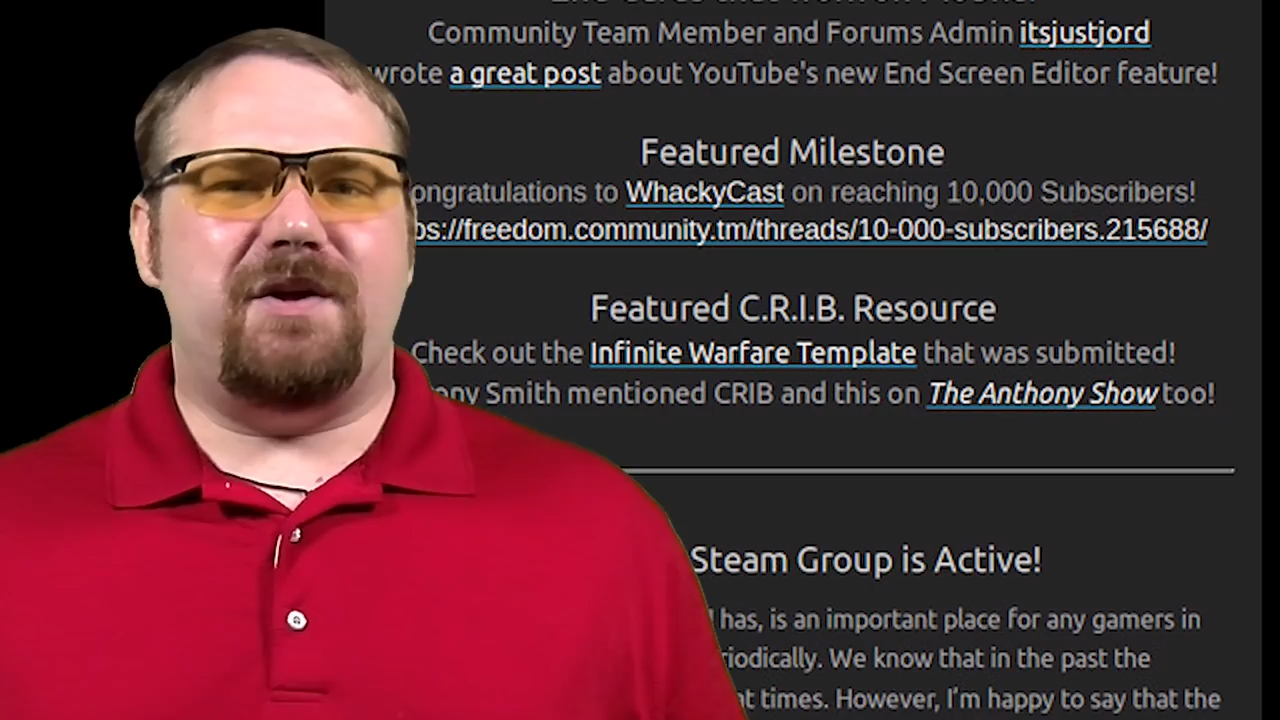 Community Team Member and Forums Admin itsjustjord
wrote a great post about YouTube's new End Screen Editor feature!
Featured Milestone
ongratulations to WhackyCast on reaching 10,000 Subscribers!
ps://freedom.community.tm/threads/10-000-subscribers.215688/
Featured C.R.I.B. Resource
Check out the Infinite Warfare Template that was submitted!
ony Smith mentioned CRIB and this on The Anthony Show too!
Steam Group is Active!
has, is an important place for any gamers in
riodically. We know that in the past the
at times. However, I'm happy to say that the